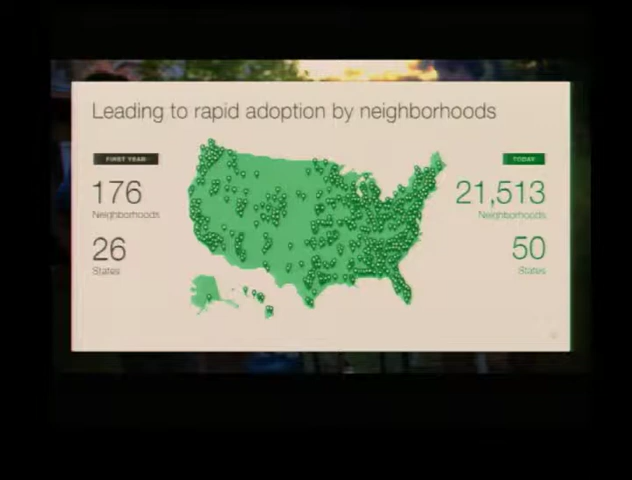 Leading to rapid adoption by neighborhoods
FIRST YEAR
176
Neighborhoods
26
States
TODAY
21,513
Neighborhoods
50
States